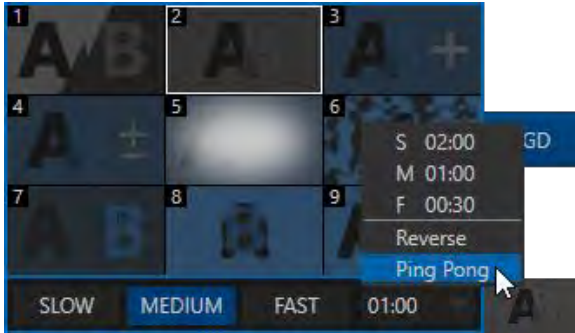 1 2 3
A B A A +
4 5 6
A ±
S 02:00 GD
M 01:00
F 00:30
7 8 9
A B A A
Reverse
Ping Pong
SLOW MEDIUM FAST 01:00 A